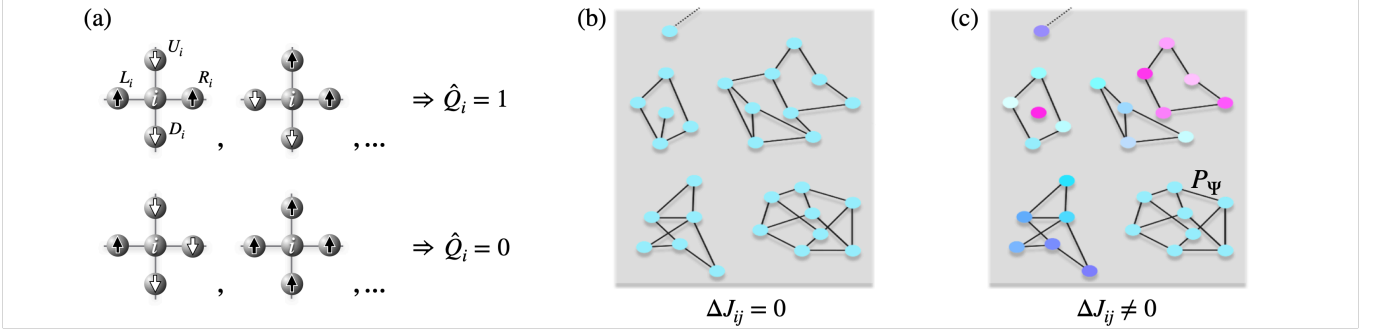 (a)
U_i
L_i R_i
i i ⇒ Q̂_i = 1
D_i
, , ...
i i ⇒ Q̂_i = 0
, , ...
(b)
ΔJ_ij = 0
(c)
P_Ψ
ΔJ_ij ≠ 0